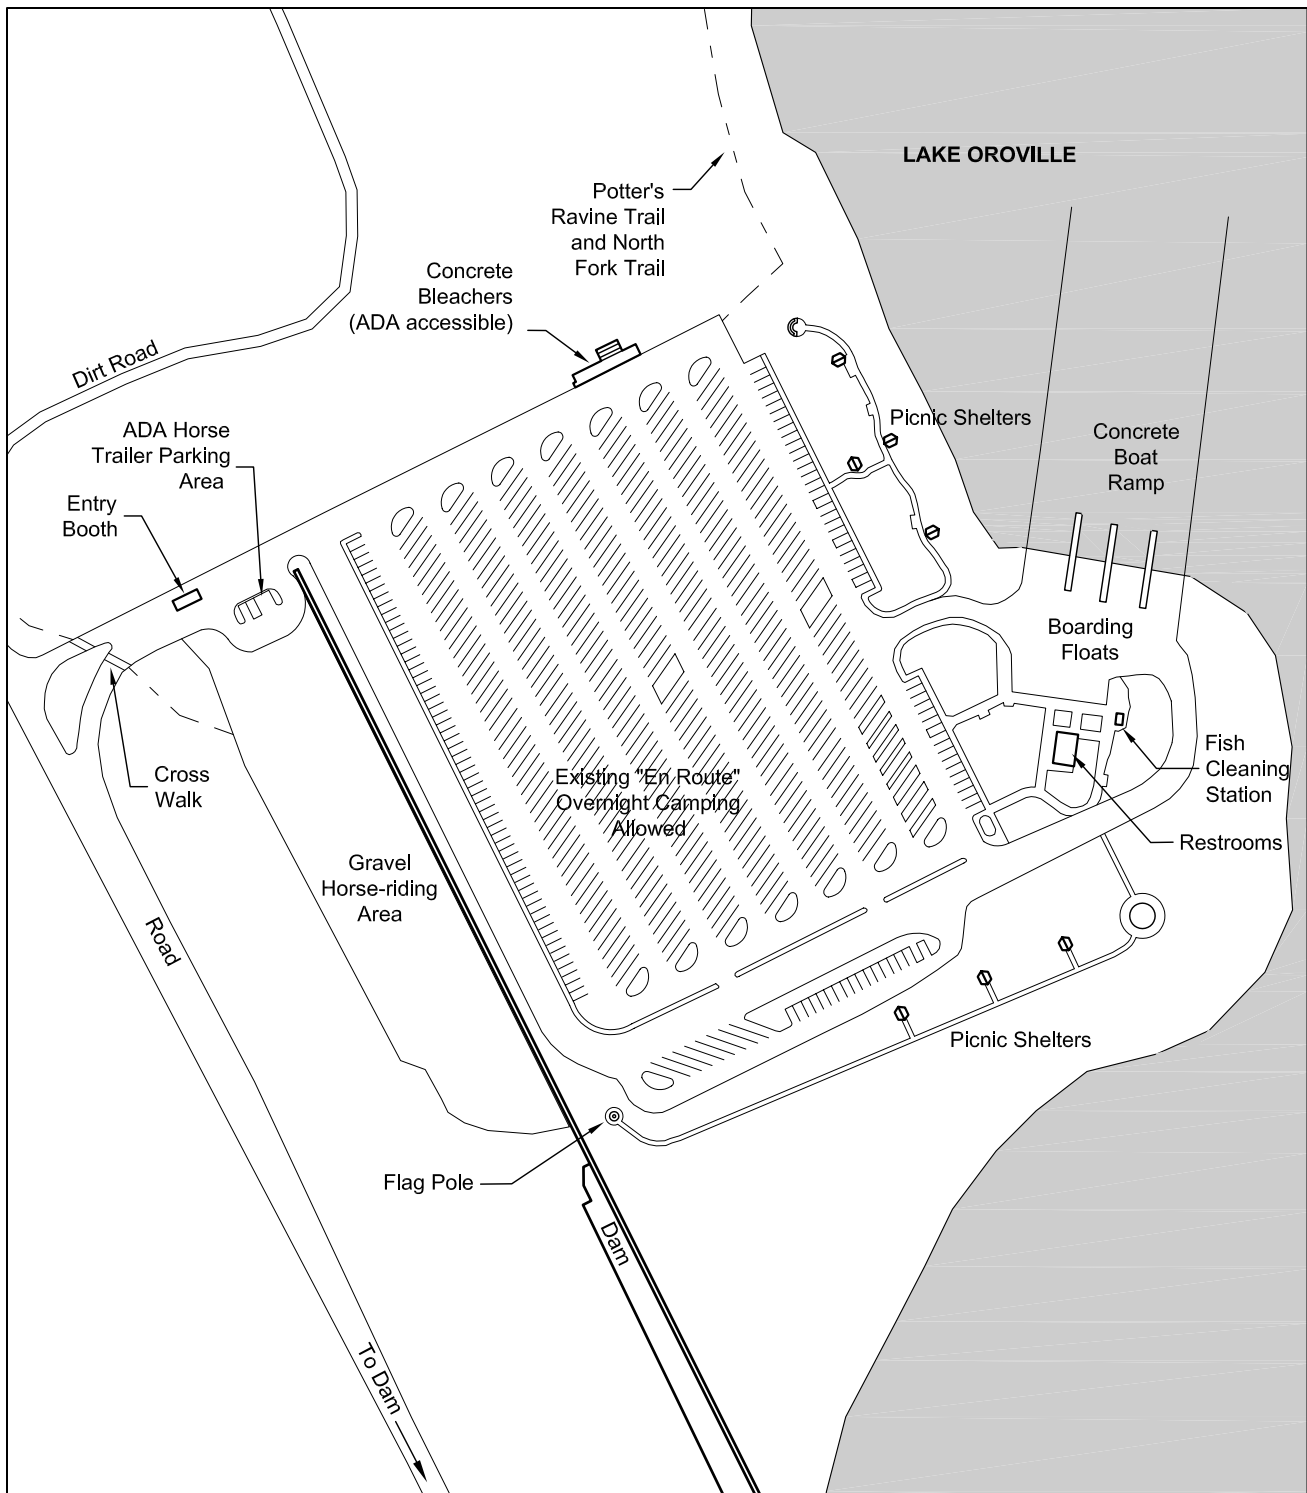 LAKE OROVILLE
Potter's
Ravine Trail
and North
Fork Trail
Concrete
Bleachers
(ADA accessible)
Dirt Road
ADA Horse
Trailer Parking
Area
Entry
Booth
Picnic Shelters
Concrete
Boat
Ramp
Boarding
Floats
Cross
Walk
Existing "En Route"
Overnight Camping
Allowed
Fish
Cleaning
Station
Restrooms
Gravel
Horse-riding
Area
Road
Picnic Shelters
Flag Pole
Dam
To Dam